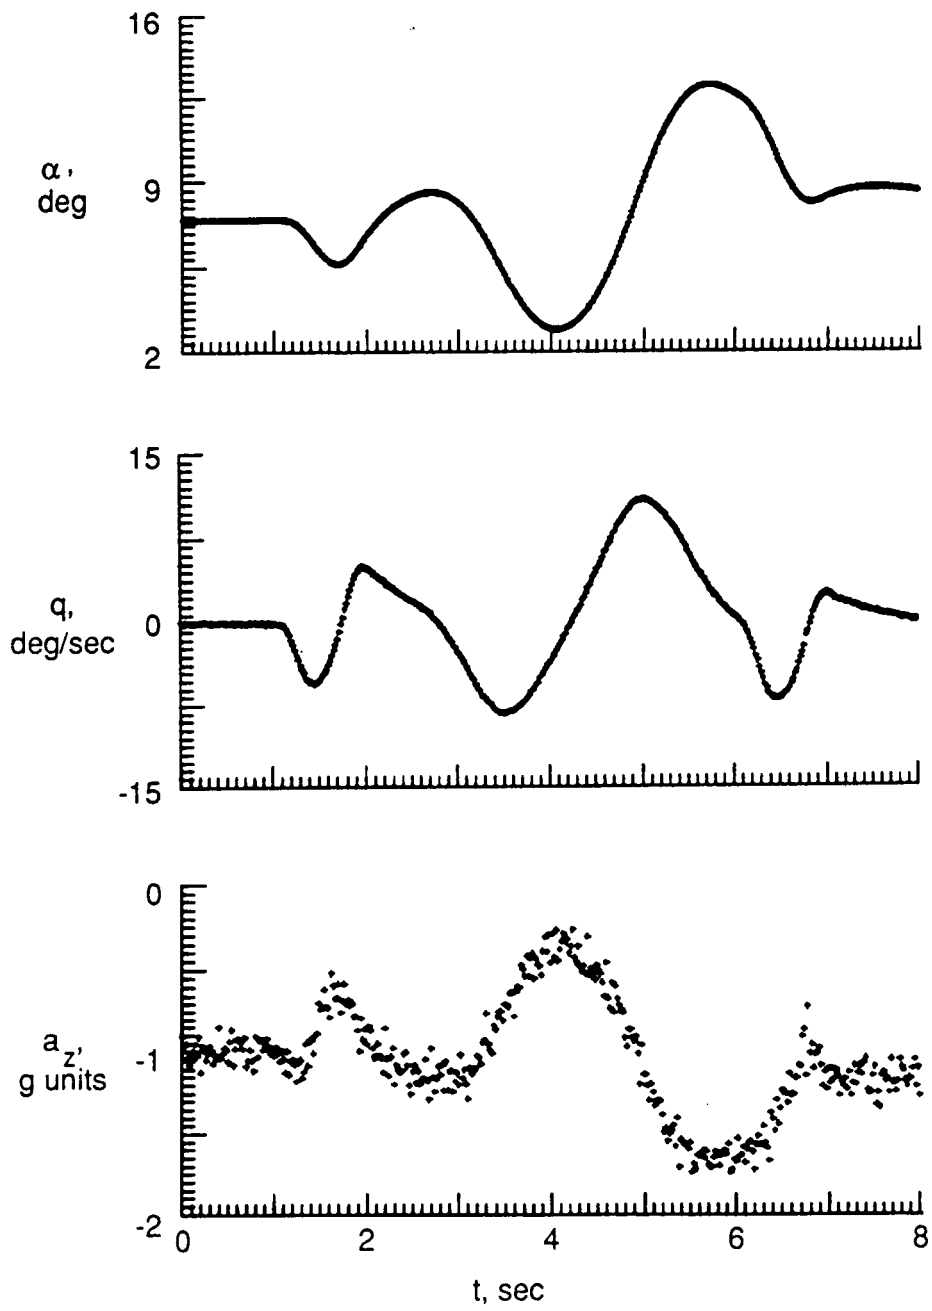 16
α,
deg
9
2
15
q,
deg/sec
0
-15
0
a_z,
g units
-1
-2
0 2 4 6 8
t, sec